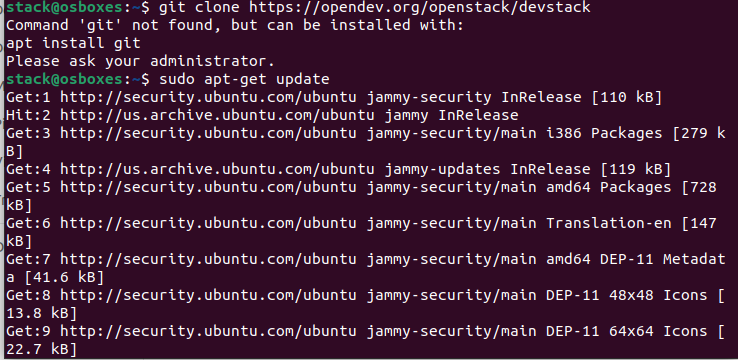 stack@osboxes:~$ git clone https://opendev.org/openstack/devstack
Command 'git' not found, but can be installed with:
apt install git
Please ask your administrator.
stack@osboxes:~$ sudo apt-get update
Get:1 http://security.ubuntu.com/ubuntu jammy-security InRelease [110 kB]
Hit:2 http://us.archive.ubuntu.com/ubuntu jammy InRelease
Get:3 http://security.ubuntu.com/ubuntu jammy-security/main i386 Packages [279 k
B]
Get:4 http://us.archive.ubuntu.com/ubuntu jammy-updates InRelease [119 kB]
Get:5 http://security.ubuntu.com/ubuntu jammy-security/main amd64 Packages [728
kB]
Get:6 http://security.ubuntu.com/ubuntu jammy-security/main Translation-en [147
kB]
Get:7 http://security.ubuntu.com/ubuntu jammy-security/main amd64 DEP-11 Metadat
a [41.6 kB]
Get:8 http://security.ubuntu.com/ubuntu jammy-security/main DEP-11 48x48 Icons [
13.8 kB]
Get:9 http://security.ubuntu.com/ubuntu jammy-security/main DEP-11 64x64 Icons [
22.7 kB]